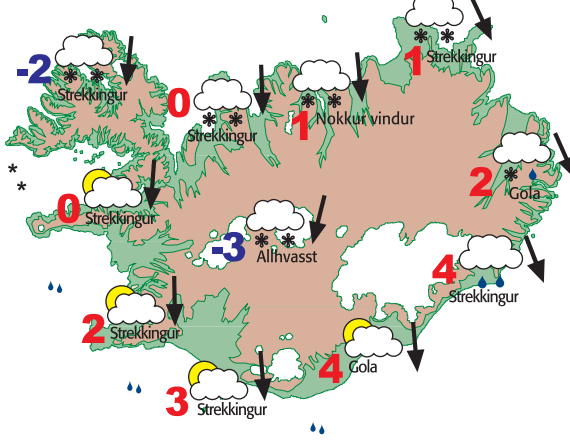 1
Strekkingur
-2
Strekkingur
0
Strekkingur
1
Nokkur vindur
2
Gola
0
Strekkingur
-3
Allhvasst
4
Strekkingur
2
Strekkingur
4
Gola
3
Strekkingur